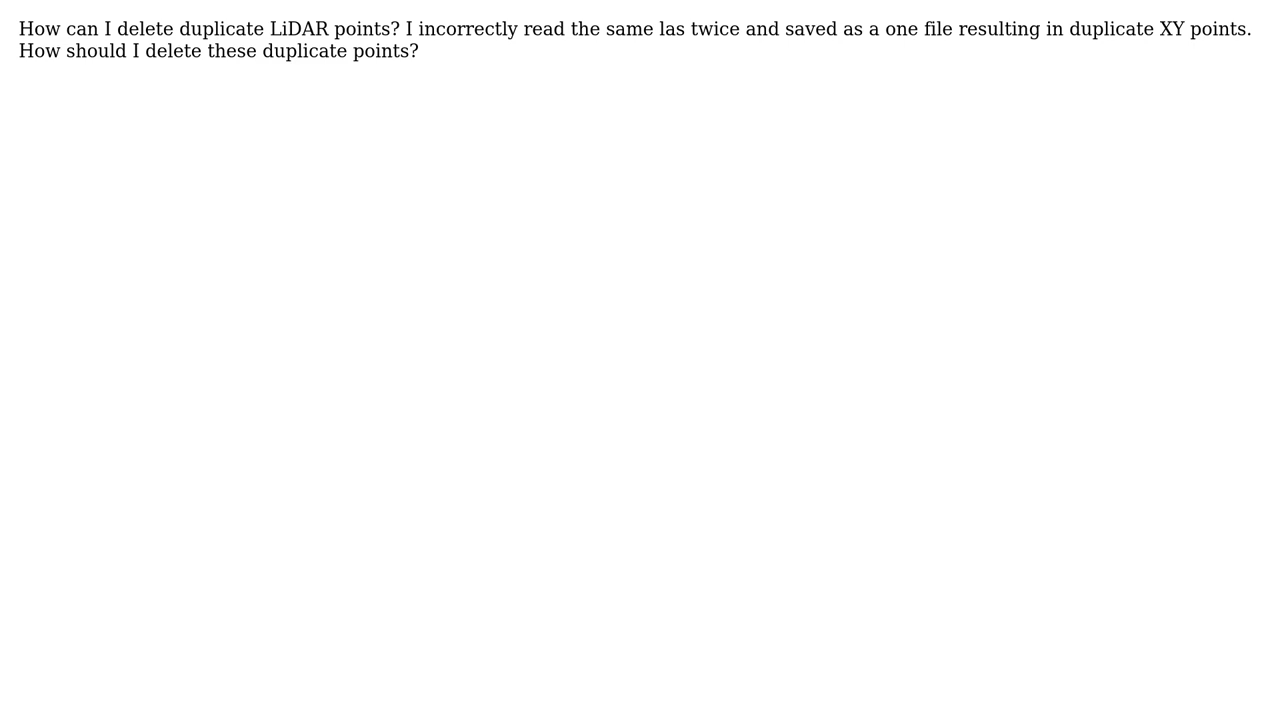 How can I delete duplicate LiDAR points? I incorrectly read the same las twice and saved as a one file resulting in duplicate XY points.
How should I delete these duplicate points?